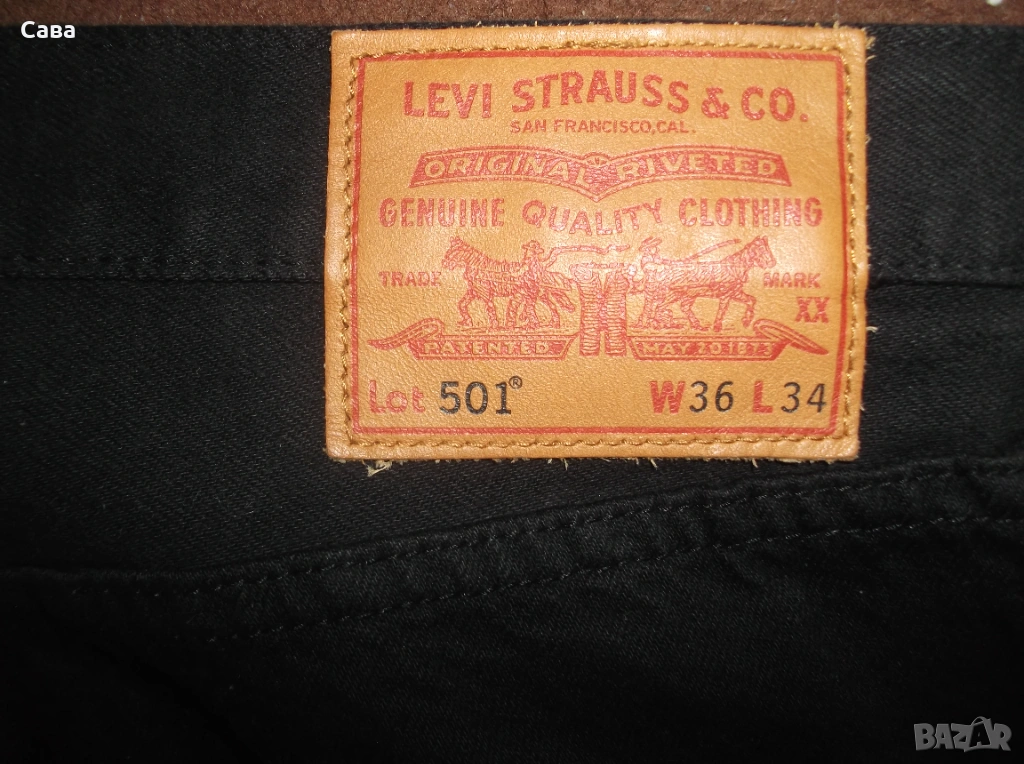 Сава
LEVI STRAUSS & CO.
SAN FRANCISCO, CAL.
ORIGINAL RIVETED
GENUINE QUALITY CLOTHING
TRADE MARK
XX
PATENTED MAY 20 1873
Lot 501® W36 L34
BAZAR